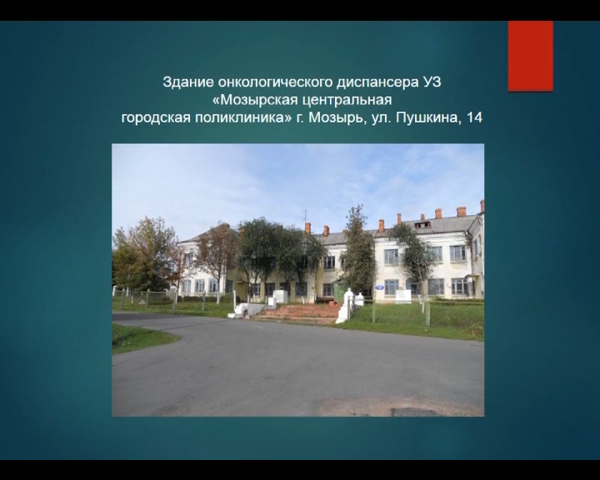 Здание онкологического диспансера УЗ
«Мозырская центральная
городская поликлиника» г. Мозырь, ул. Пушкина, 14